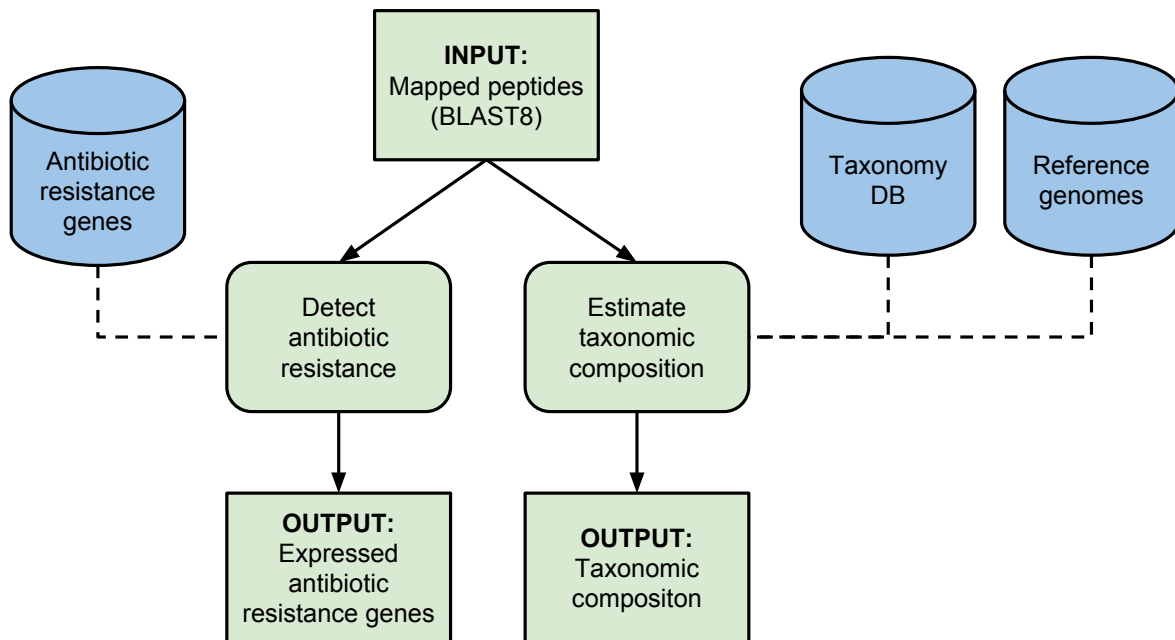 INPUT:
Mapped peptides
(BLAST8)
Antibiotic
resistance
genes
Taxonomy
DB
Reference
genomes
Detect
antibiotic
resistance
Estimate
taxonomic
composition
OUTPUT:
Expressed
antibiotic
resistance genes
OUTPUT:
Taxonomic
compositon